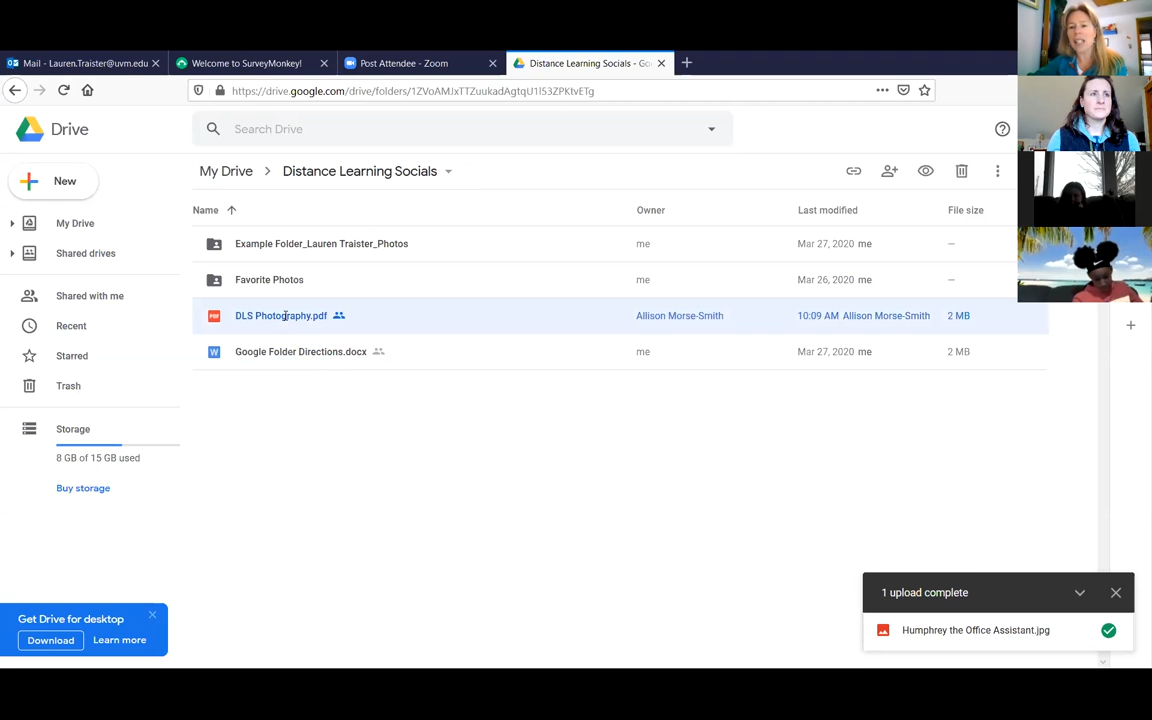 Mail - Lauren.Traister@uvm.edu
Welcome to SurveyMonkey!
Post Attendee - Zoom
Distance Learning Socials - Go
https://drive.google.com/drive/folders/1ZVoAMJxTTZuukadAgtqU1l53ZPKIvETg
Drive
Search Drive
New
My Drive > Distance Learning Socials
Name
Owner
Last modified
File size
My Drive
Shared drives
Shared with me
Recent
Starred
Trash
Storage
8 GB of 15 GB used
Buy storage
Example Folder_Lauren Traister_Photos me Mar 27, 2020 me —
Favorite Photos me Mar 26, 2020 me —
PDF DLS Photography.pdf Allison Morse-Smith 10:09 AM Allison Morse-Smith 2 MB
W Google Folder Directions.docx me Mar 27, 2020 me 2 MB
Get Drive for desktop
Download Learn more
1 upload complete
Humphrey the Office Assistant.jpg